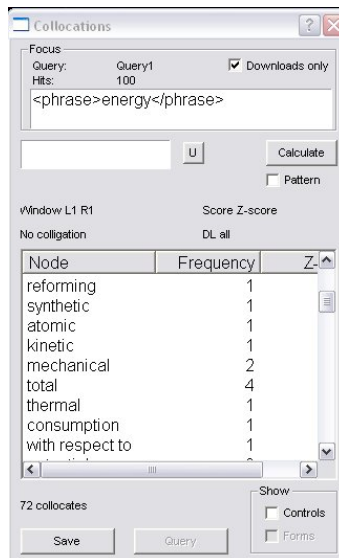 Collocations
Focus
Query: Query1
Downloads only
Hits: 100
<phrase>energy</phrase>
U
Calculate
Pattern
Window L1 R1 Score Z-score
No colligation DL all
Node Frequency Z-
reforming 1
synthetic 1
atomic 1
kinetic 1
mechanical 2
total 4
thermal 1
consumption 1
with respect to 1
72 collocates
Show
Controls
Forms
Save Query